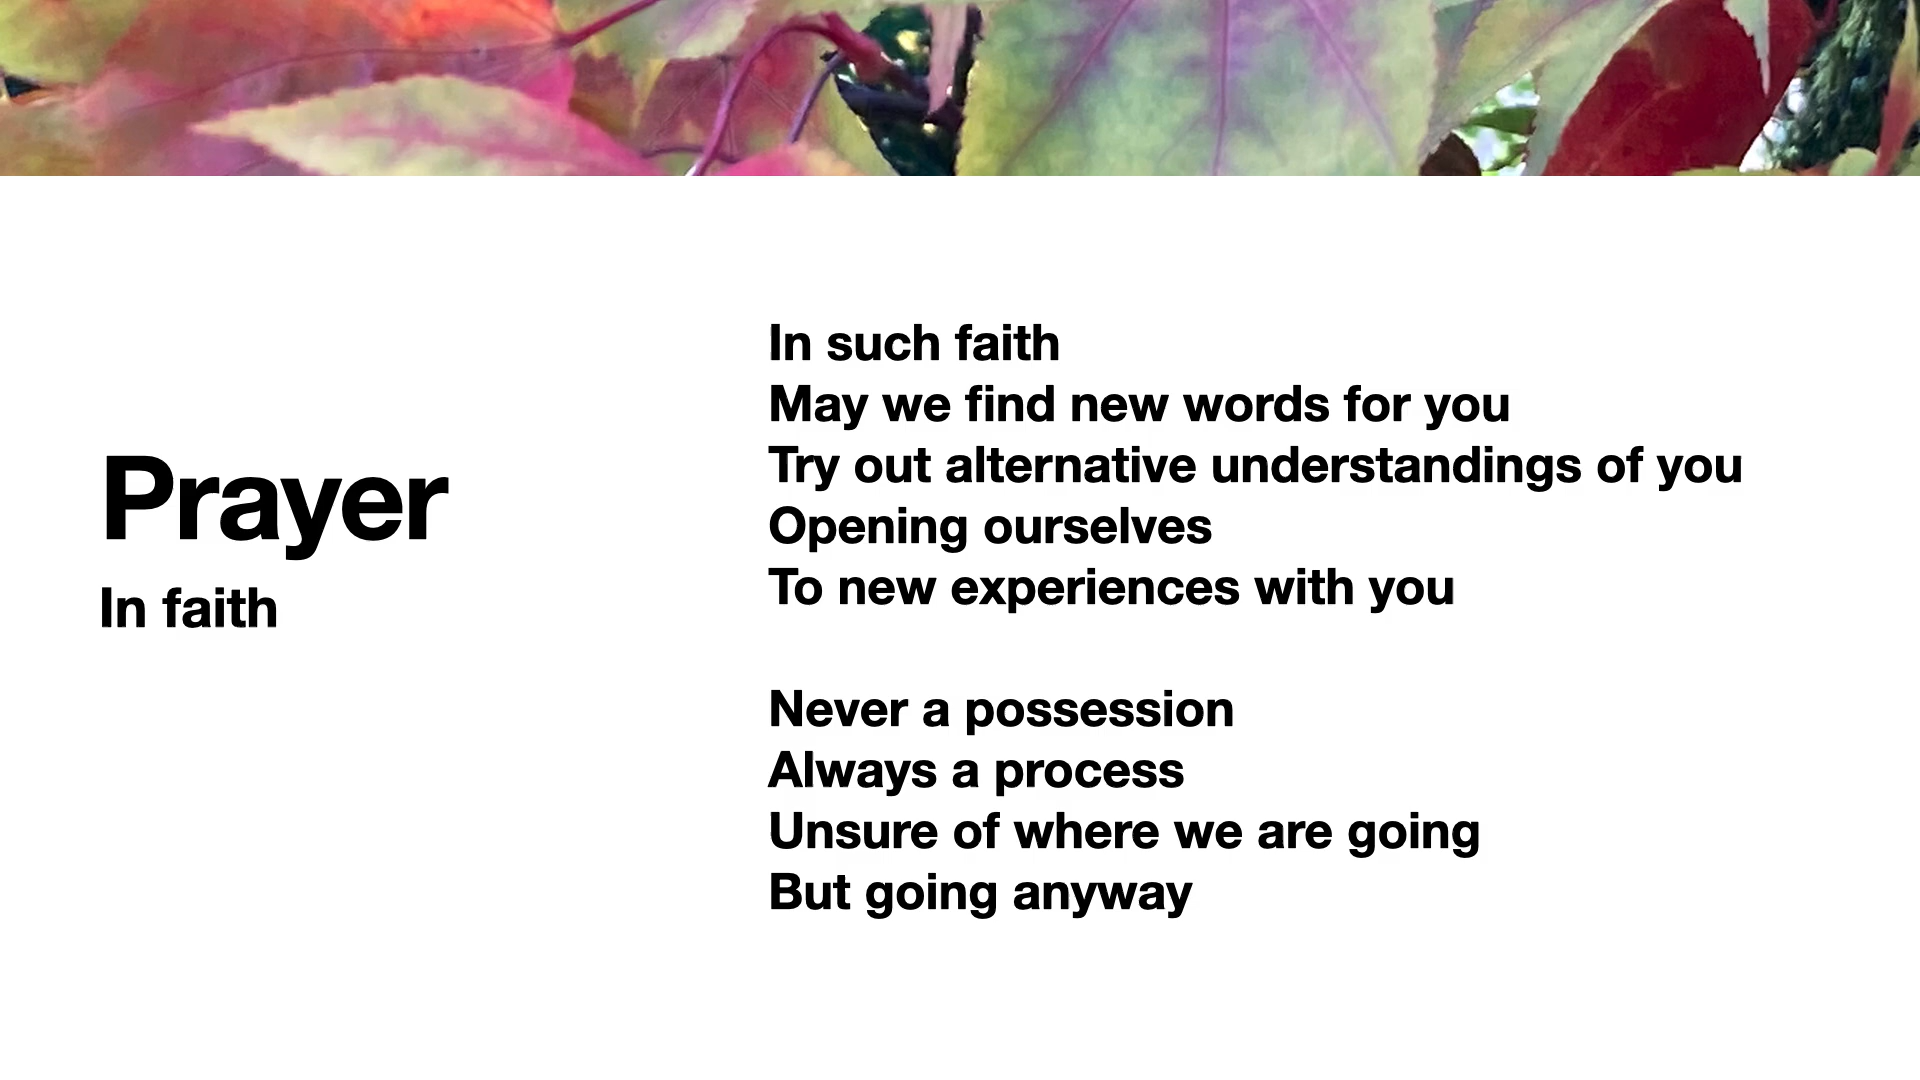 Prayer
In faith
In such faith
May we find new words for you
Try out alternative understandings of you
Opening ourselves
To new experiences with you
Never a possession
Always a process
Unsure of where we are going
But going anyway